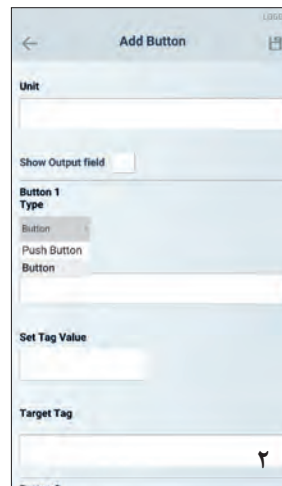 Add Button
Unit
Show Output field
Button 1
Type
Button
Push Button
Button
Set Tag Value
Target Tag
۲